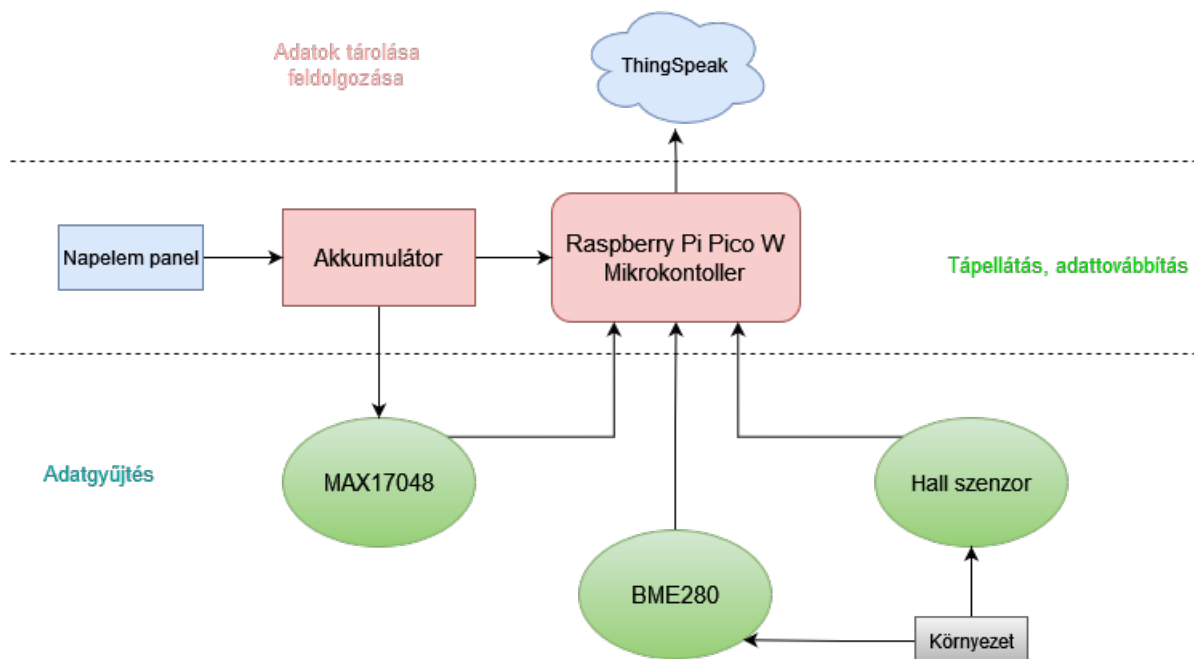 Adatok tárolása
feldolgozása
ThingSpeak
Napelem panel
Akkumulátor
Raspberry Pi Pico W
Mikrokontoller
Tápellátás, adattovábbítás
Adatgyűjtés
MAX17048
Hall szenzor
BME280
Környezet